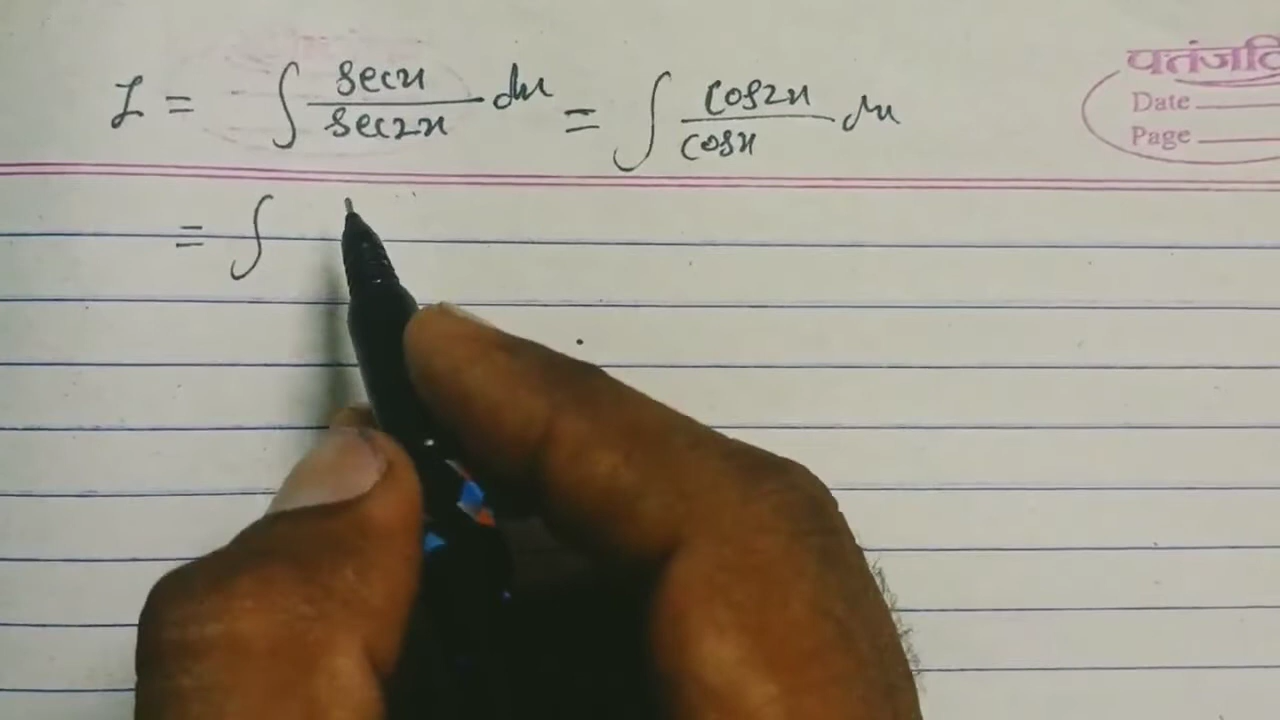 I = ∫ secx / sec2x dx = ∫ cos2x / cosx dx
= ∫
पतंजलि
Date
Page